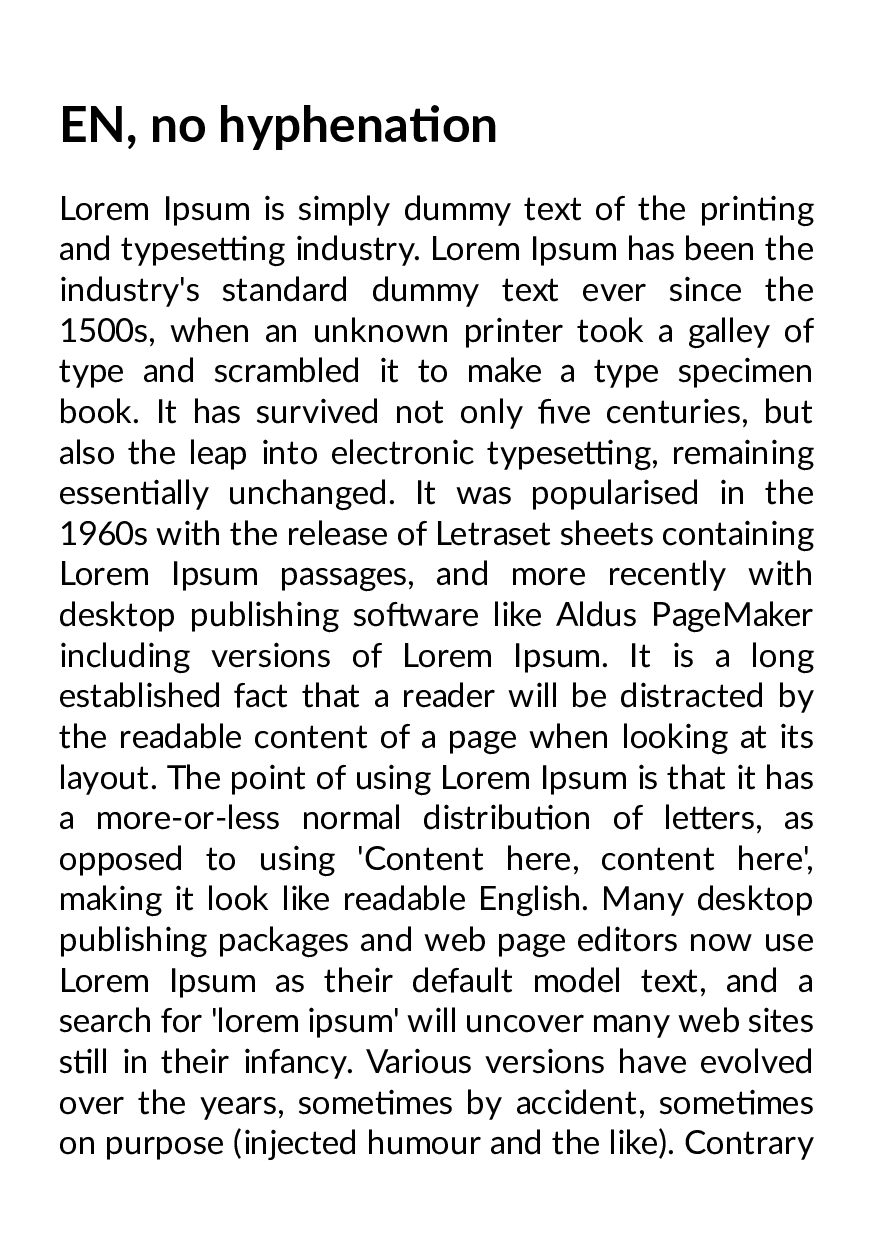 EN, no hyphenation
Lorem Ipsum is simply dummy text of the printing
and typesetting industry. Lorem Ipsum has been the
industry's standard dummy text ever since the
1500s, when an unknown printer took a galley of
type and scrambled it to make a type specimen
book. It has survived not only five centuries, but
also the leap into electronic typesetting, remaining
essentially unchanged. It was popularised in the
1960s with the release of Letraset sheets containing
Lorem Ipsum passages, and more recently with
desktop publishing software like Aldus PageMaker
including versions of Lorem Ipsum. It is a long
established fact that a reader will be distracted by
the readable content of a page when looking at its
layout. The point of using Lorem Ipsum is that it has
a more-or-less normal distribution of letters, as
opposed to using 'Content here, content here',
making it look like readable English. Many desktop
publishing packages and web page editors now use
Lorem Ipsum as their default model text, and a
search for 'lorem ipsum' will uncover many web sites
still in their infancy. Various versions have evolved
over the years, sometimes by accident, sometimes
on purpose (injected humour and the like). Contrary